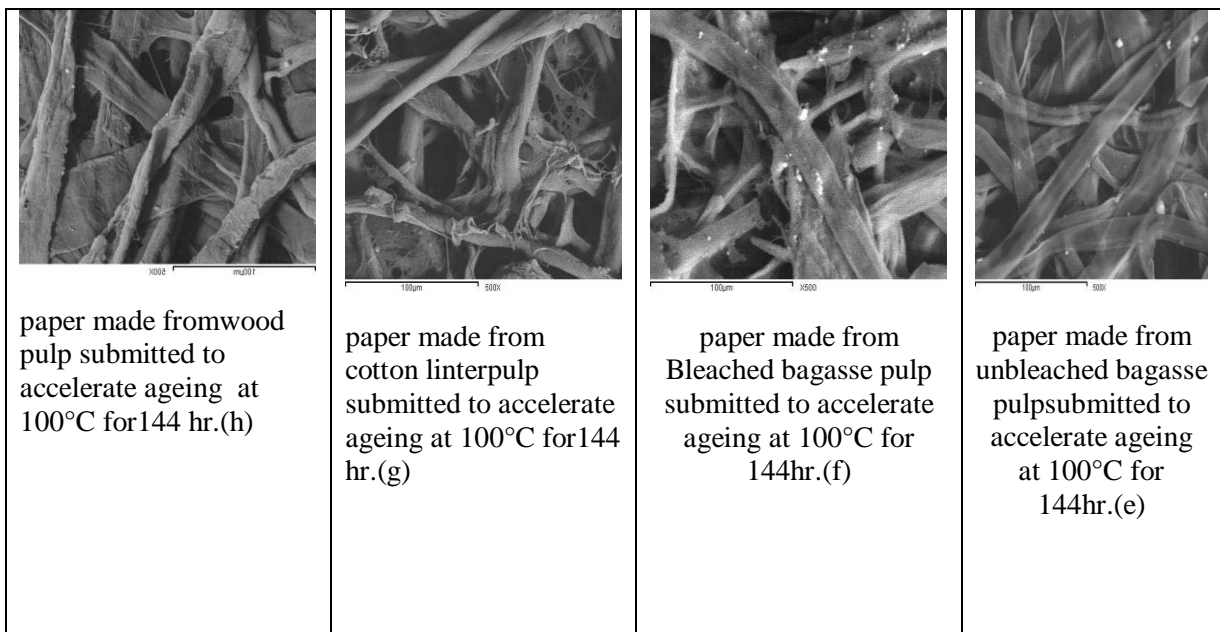 100µm 500X
paper made fromwood
pulp submitted to
accelerate ageing at
100°C for144 hr.(h)
100µm 500X
paper made from
cotton linterpulp
submitted to accelerate
ageing at 100°C for144
hr.(g)
100µm X500
paper made from
Bleached bagasse pulp
submitted to accelerate
ageing at 100°C for
144hr.(f)
100µm 500X
paper made from
unbleached bagasse
pulpsubmitted to
accelerate ageing
at 100°C for
144hr.(e)